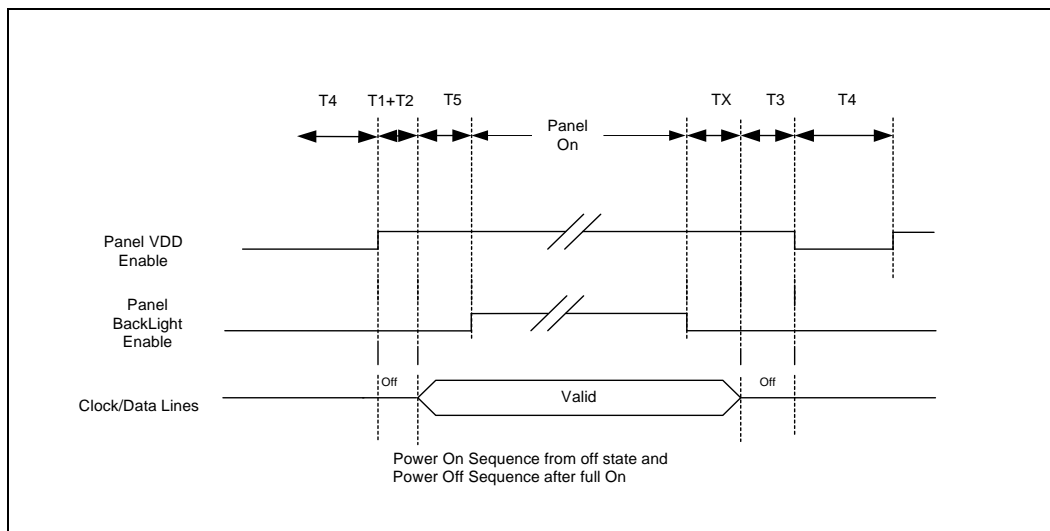 T4 T1+T2 T5 TX T3 T4
Panel
On
Panel VDD
Enable
Panel
BackLight
Enable
Off
Off
Clock/Data Lines
Valid
Power On Sequence from off state and
Power Off Sequence after full On